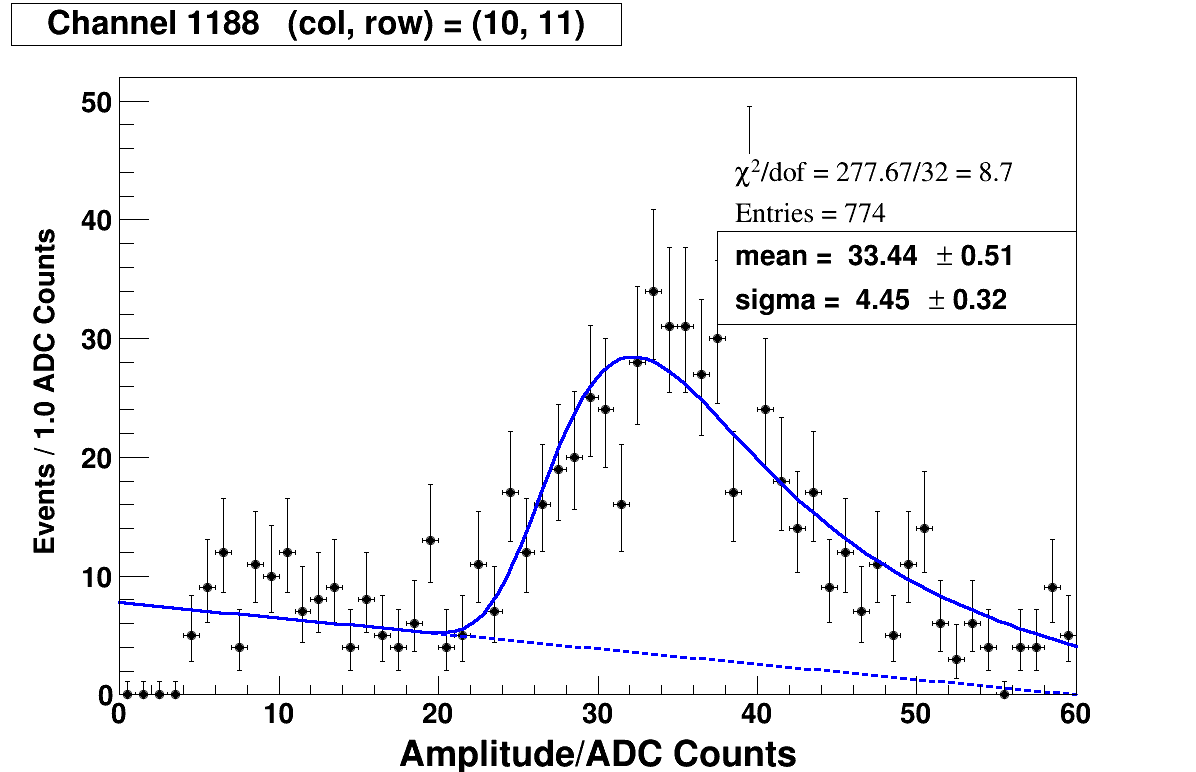 Channel 1188 (col, row) = (10, 11)
50
40
30
20
10
0
Events / 1.0 ADC Counts
χ²/dof = 277.67/32 = 8.7
Entries = 774
mean = 33.44 ± 0.51
sigma = 4.45 ± 0.32
0 10 20 30 40 50 60
Amplitude/ADC Counts